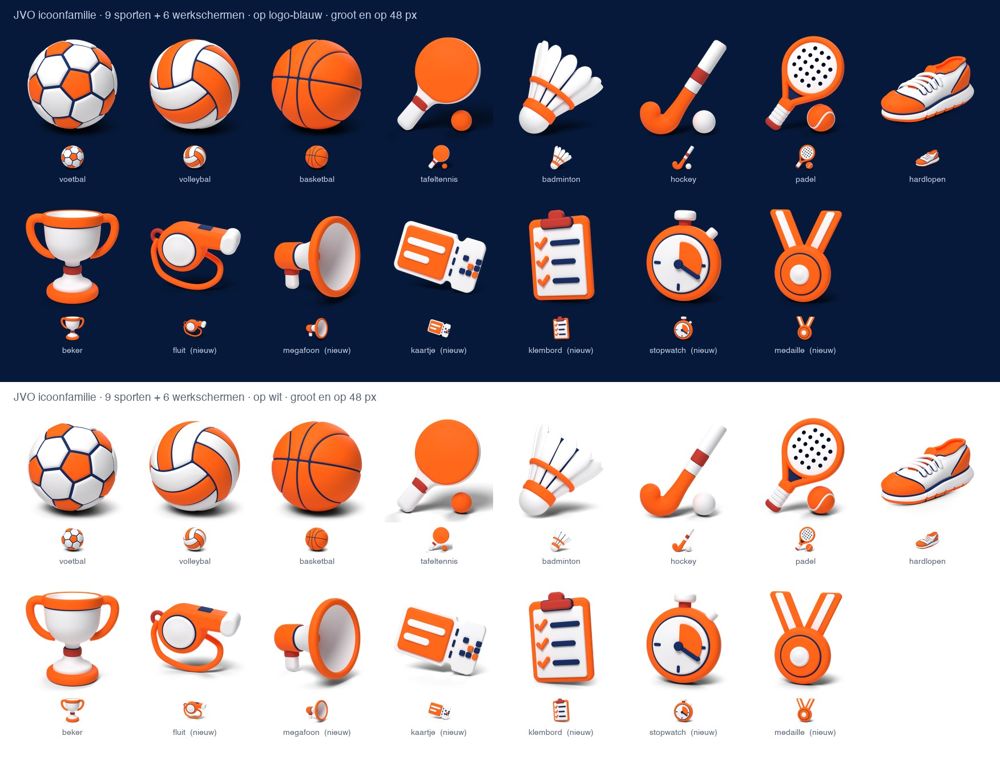 JVO icoonfamilie · 9 sporten + 6 werkschermen · op logo-blauw · groot en op 48 px
voetbal volleybal basketbal tafeltennis badminton hockey padel hardlopen
beker fluit (nieuw) megafoon (nieuw) kaartje (nieuw) klembord (nieuw) stopwatch (nieuw) medaille (nieuw)
JVO icoonfamilie · 9 sporten + 6 werkschermen · op wit · groot en op 48 px
voetbal volleybal basketbal tafeltennis badminton hockey padel hardlopen
beker fluit (nieuw) megafoon (nieuw) kaartje (nieuw) klembord (nieuw) stopwatch (nieuw) medaille (nieuw)